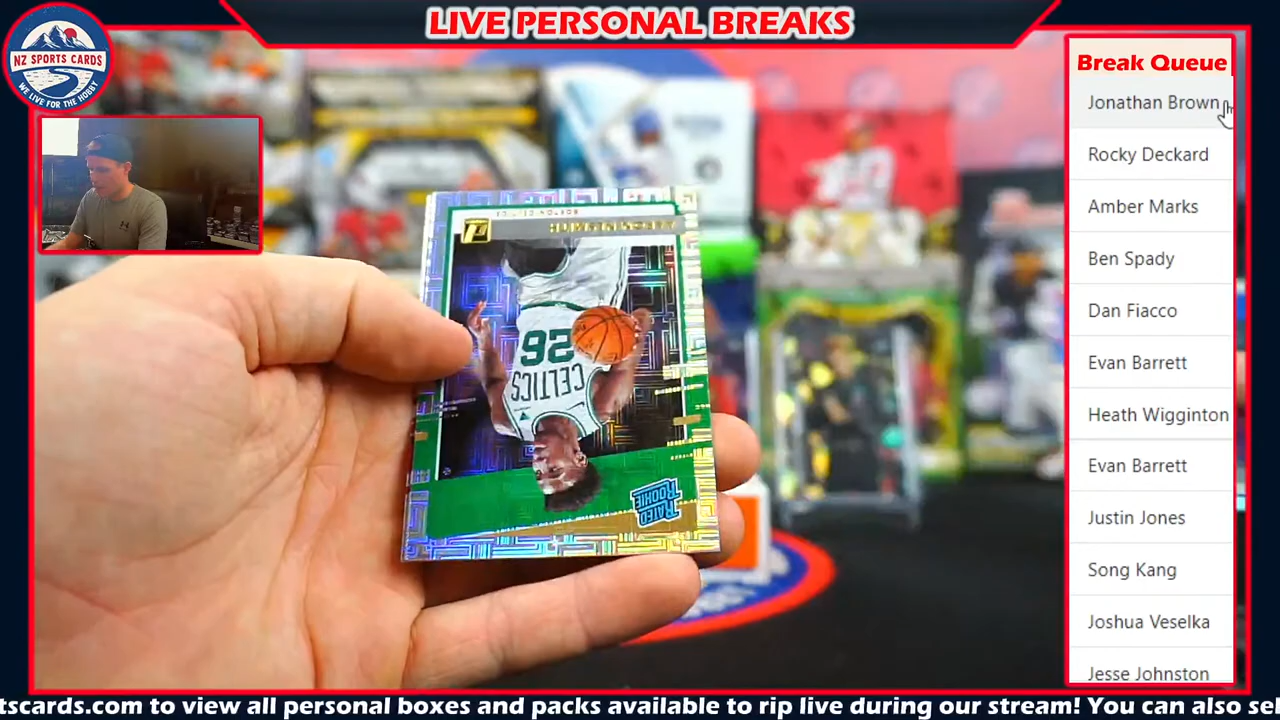 LIVE PERSONAL BREAKS
NZ SPORTS CARDS
WE LIVE FOR THE HOBBY
Break Queue
Jonathan Brown
Rocky Deckard
Amber Marks
Ben Spady
Dan Fiacco
Evan Barrett
Heath Wigginton
Evan Barrett
Justin Jones
Song Kang
Joshua Veselka
Jesse Johnston
CELTICS
26
RATED
ROOKIE
tscards.com to view all personal boxes and packs available to rip live during our stream! You can also se